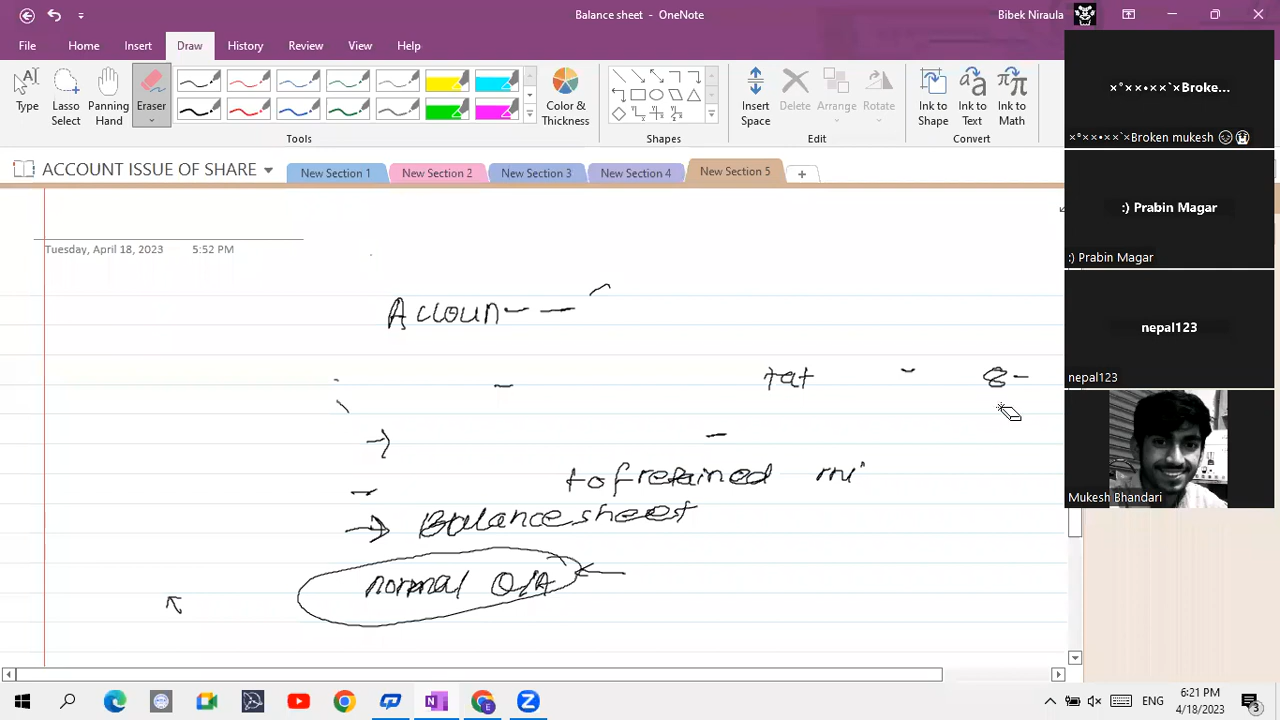 Balance sheet - OneNote
Bibek Niraula
File Home Insert Draw History Review View Help
Type
Lasso Select
Panning Hand
Eraser
Color & Thickness
Insert Space
Delete
Arrange
Rotate
Ink to Shape
Ink to Text
Ink to Math
Tools
Shapes
Edit
Convert
ACCOUNT ISSUE OF SHARE
New Section 1
New Section 2
New Section 3
New Section 4
New Section 5
Tuesday, April 18, 2023 5:52 PM
Accoun- -
Balance sheet
normal Q/A
×°××•××`×Broke...
×°××•××`×Broken mukesh
:) Prabin Magar
:) Prabin Magar
nepal123
nepal123
Mukesh Bhandari
ENG
6:21 PM
4/18/2023
3